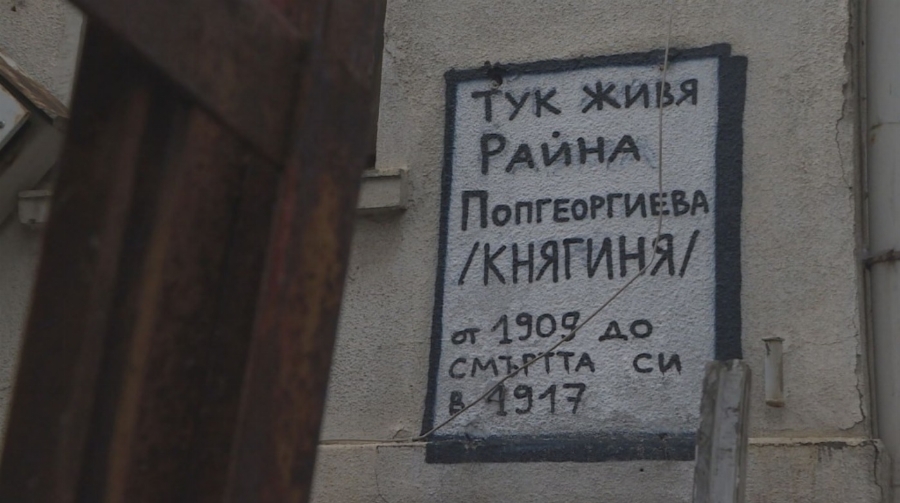 Тук живя
Райна
Попгеоргиева
/Княгиня/
от 1909 до
смъртта си
в 1917